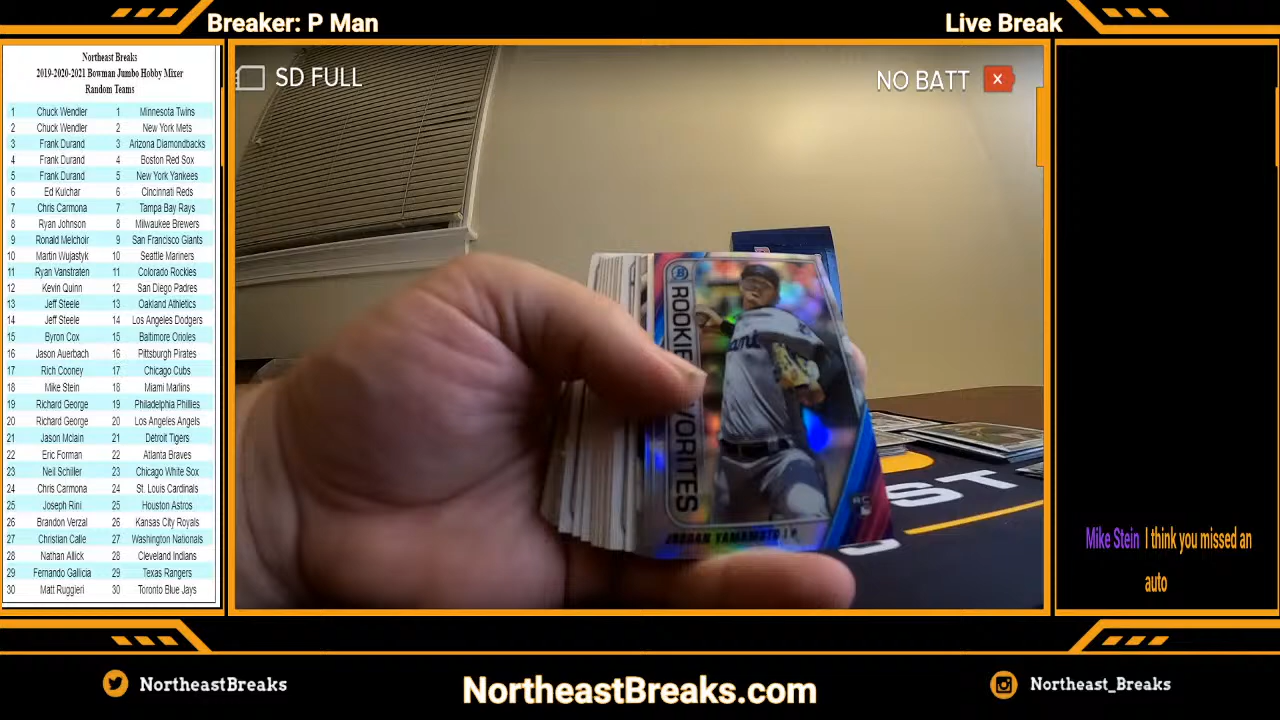 Breaker: P Man
Live Break
Northeast Breaks
2019-2020-2021 Bowman Jumbo Hobby Mixer
Random Teams
1 Chuck Wendler 1 Minnesota Twins
2 Chuck Wendler 2 New York Mets
3 Frank Durand 3 Arizona Diamondbacks
4 Frank Durand 4 Boston Red Sox
5 Frank Durand 5 New York Yankees
6 Ed Kulchar 6 Cincinnati Reds
7 Chris Carmona 7 Tampa Bay Rays
8 Ryan Johnson 8 Milwaukee Brewers
9 Ronald Melchoir 9 San Francisco Giants
10 Martin Wujastyk 10 Seattle Mariners
11 Ryan Vanstraten 11 Colorado Rockies
12 Kevin Quinn 12 San Diego Padres
13 Jeff Steele 13 Oakland Athletics
14 Jeff Steele 14 Los Angeles Dodgers
15 Byron Cox 15 Baltimore Orioles
16 Jason Auerbach 16 Pittsburgh Pirates
17 Rich Cooney 17 Chicago Cubs
18 Mike Stein 18 Miami Marlins
19 Richard George 19 Philadelphia Phillies
20 Richard George 20 Los Angeles Angels
21 Jason Mclain 21 Detroit Tigers
22 Eric Forman 22 Atlanta Braves
23 Neil Schiller 23 Chicago White Sox
24 Chris Carmona 24 St. Louis Cardinals
25 Joseph Rini 25 Houston Astros
26 Brandon Verzal 26 Kansas City Royals
27 Christian Calle 27 Washington Nationals
28 Nathan Allick 28 Cleveland Indians
29 Fernando Gallicia 29 Texas Rangers
30 Matt Ruggieri 30 Toronto Blue Jays
SD FULL
NO BATT
B
ROOKIE VORITES
JORDAN YAMAMOTO
RC
ST
Mike Stein I think you missed an
auto
NortheastBreaks
NortheastBreaks.com
Northeast_Breaks